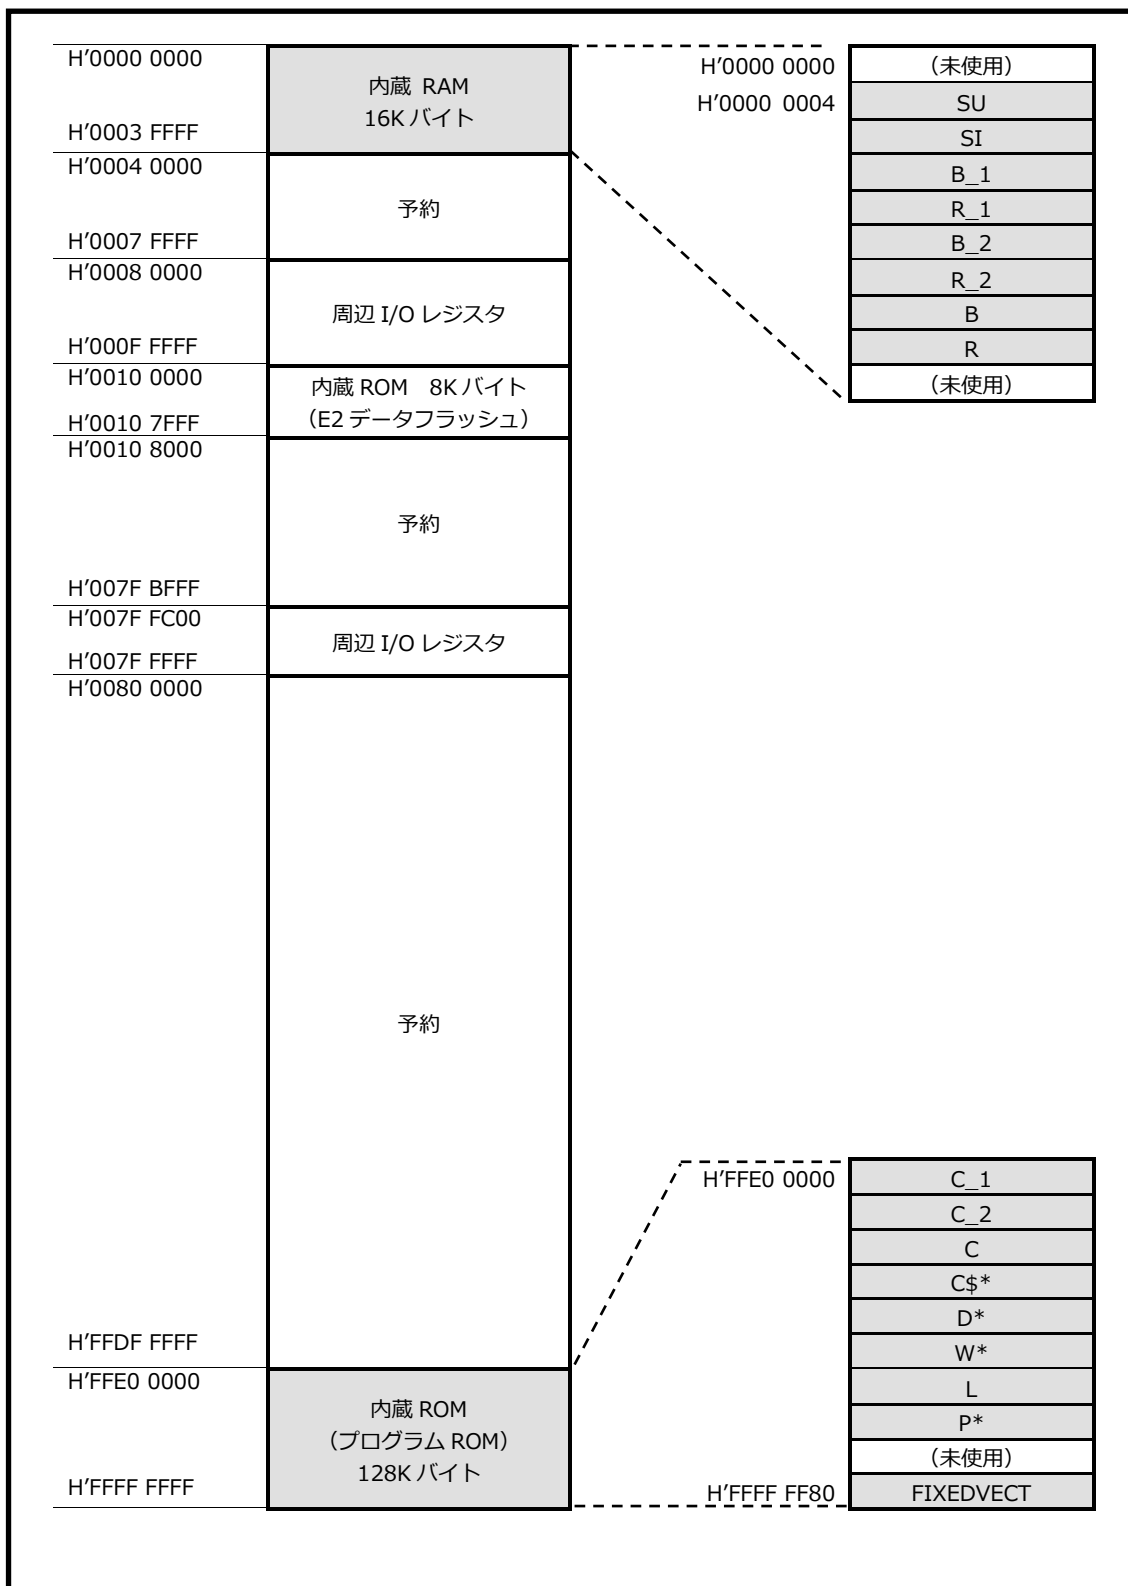 H'0000 0000
内蔵 RAM
16K バイト
H'0003 FFFF
H'0004 0000
予約
H'0007 FFFF
H'0008 0000
周辺 I/O レジスタ
H'000F FFFF
H'0010 0000
内蔵 ROM 8K バイト
(E2 データフラッシュ)
H'0010 7FFF
H'0010 8000
予約
H'007F BFFF
H'007F FC00
周辺 I/O レジスタ
H'007F FFFF
H'0080 0000
予約
H'FFDF FFFF
H'FFE0 0000
内蔵 ROM
(プログラム ROM)
128K バイト
H'FFFF FFFF
H'0000 0000
(未使用)
H'0000 0004
SU
SI
B_1
R_1
B_2
R_2
B
R
(未使用)
H'FFE0 0000
C_1
C_2
C
C$*
D*
W*
L
P*
(未使用)
H'FFFF FF80
FIXEDVECT